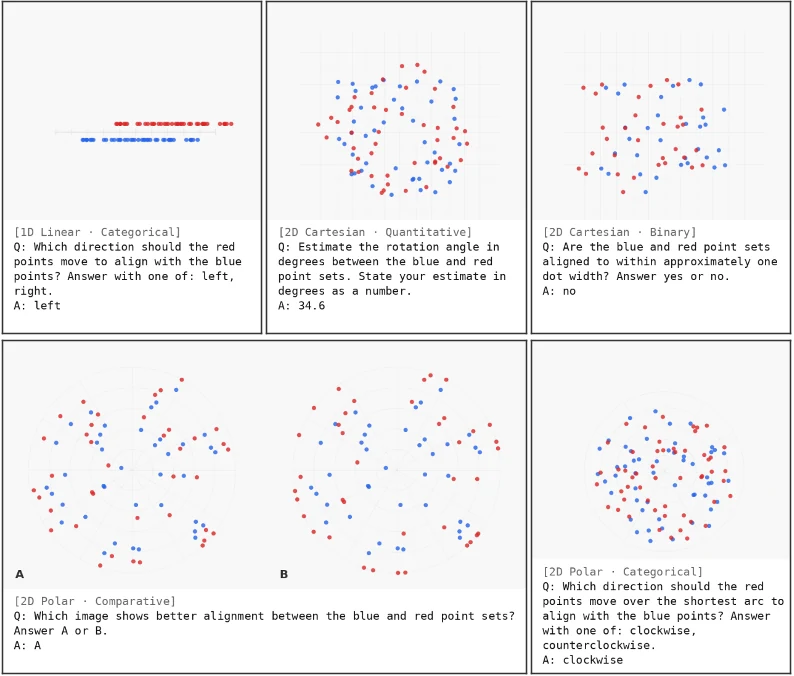 [1D Linear · Categorical]
Q: Which direction should the red
points move to align with the blue
points? Answer with one of: left,
right.
A: left
[2D Cartesian · Quantitative]
Q: Estimate the rotation angle in
degrees between the blue and red
point sets. State your estimate in
degrees as a number.
A: 34.6
[2D Cartesian · Binary]
Q: Are the blue and red point sets
aligned to within approximately one
dot width? Answer yes or no.
A: no
A
B
[2D Polar · Comparative]
Q: Which image shows better alignment between the blue and red point sets?
Answer A or B.
A: A
[2D Polar · Categorical]
Q: Which direction should the red
points move over the shortest arc to
align with the blue points? Answer
with one of: clockwise,
counterclockwise.
A: clockwise